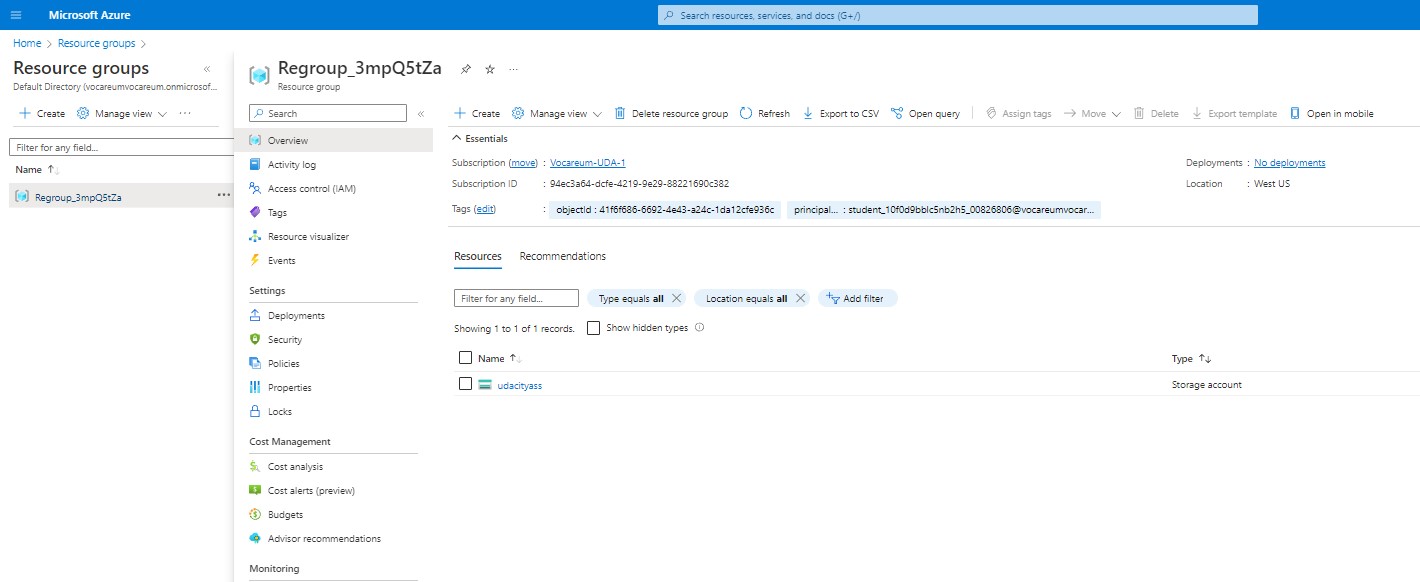 Microsoft Azure
Search resources, services, and docs (G+/)
Home > Resource groups >
Resource groups «
Default Directory (vocareumvocareum.onmicrosof...
+ Create Manage view ...
Filter for any field...
Name ↑↓
Regroup_3mpQ5tZa ...
Regroup_3mpQ5tZa ...
Resource group
Search «
Overview
Activity log
Access control (IAM)
Tags
Resource visualizer
Events
Settings
Deployments
Security
Policies
Properties
Locks
Cost Management
Cost analysis
Cost alerts (preview)
Budgets
Advisor recommendations
Monitoring
+ Create Manage view Delete resource group Refresh Export to CSV Open query Assign tags Move Delete Export template Open in mobile
Essentials
Subscription (move) : Vocareum-UDA-1 Deployments : No deployments
Subscription ID : 94ec3a64-dcfe-4219-9e29-88221690c382 Location : West US
Tags (edit) : objectId : 41f6f686-6692-4e43-a24c-1da12cfe936c principal... : student_10f0d9bblc5nb2h5_00826806@vocareumvocar...
Resources Recommendations
Filter for any field... Type equals all Location equals all Add filter
Showing 1 to 1 of 1 records. Show hidden types
Name ↑↓ Type ↑↓
udacityass Storage account